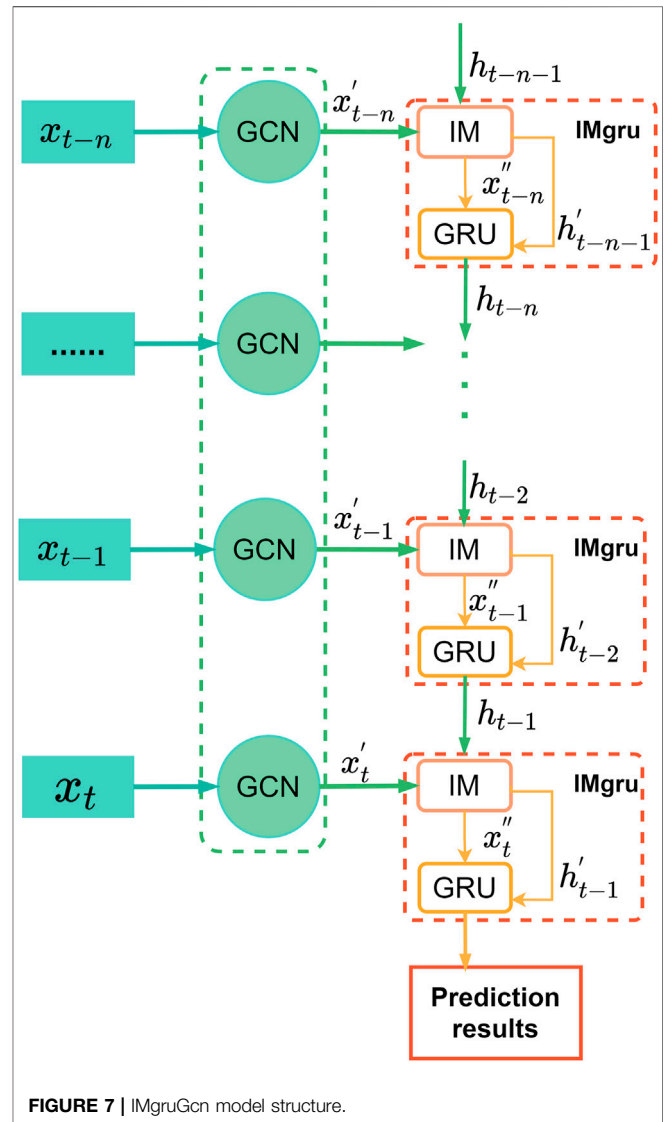 h_{t-n-1}
x_{t-n}
GCN
x'_{t-n}
IM
IMgru
x''_{t-n}
h'_{t-n-1}
GRU
h_{t-n}
......
GCN
h_{t-2}
x_{t-1}
GCN
x'_{t-1}
IM
IMgru
x''_{t-1}
h'_{t-2}
GRU
h_{t-1}
x_t
GCN
x'_t
IM
IMgru
x''_t
h'_{t-1}
GRU
Prediction
results
FIGURE 7 | IMgruGcn model structure.